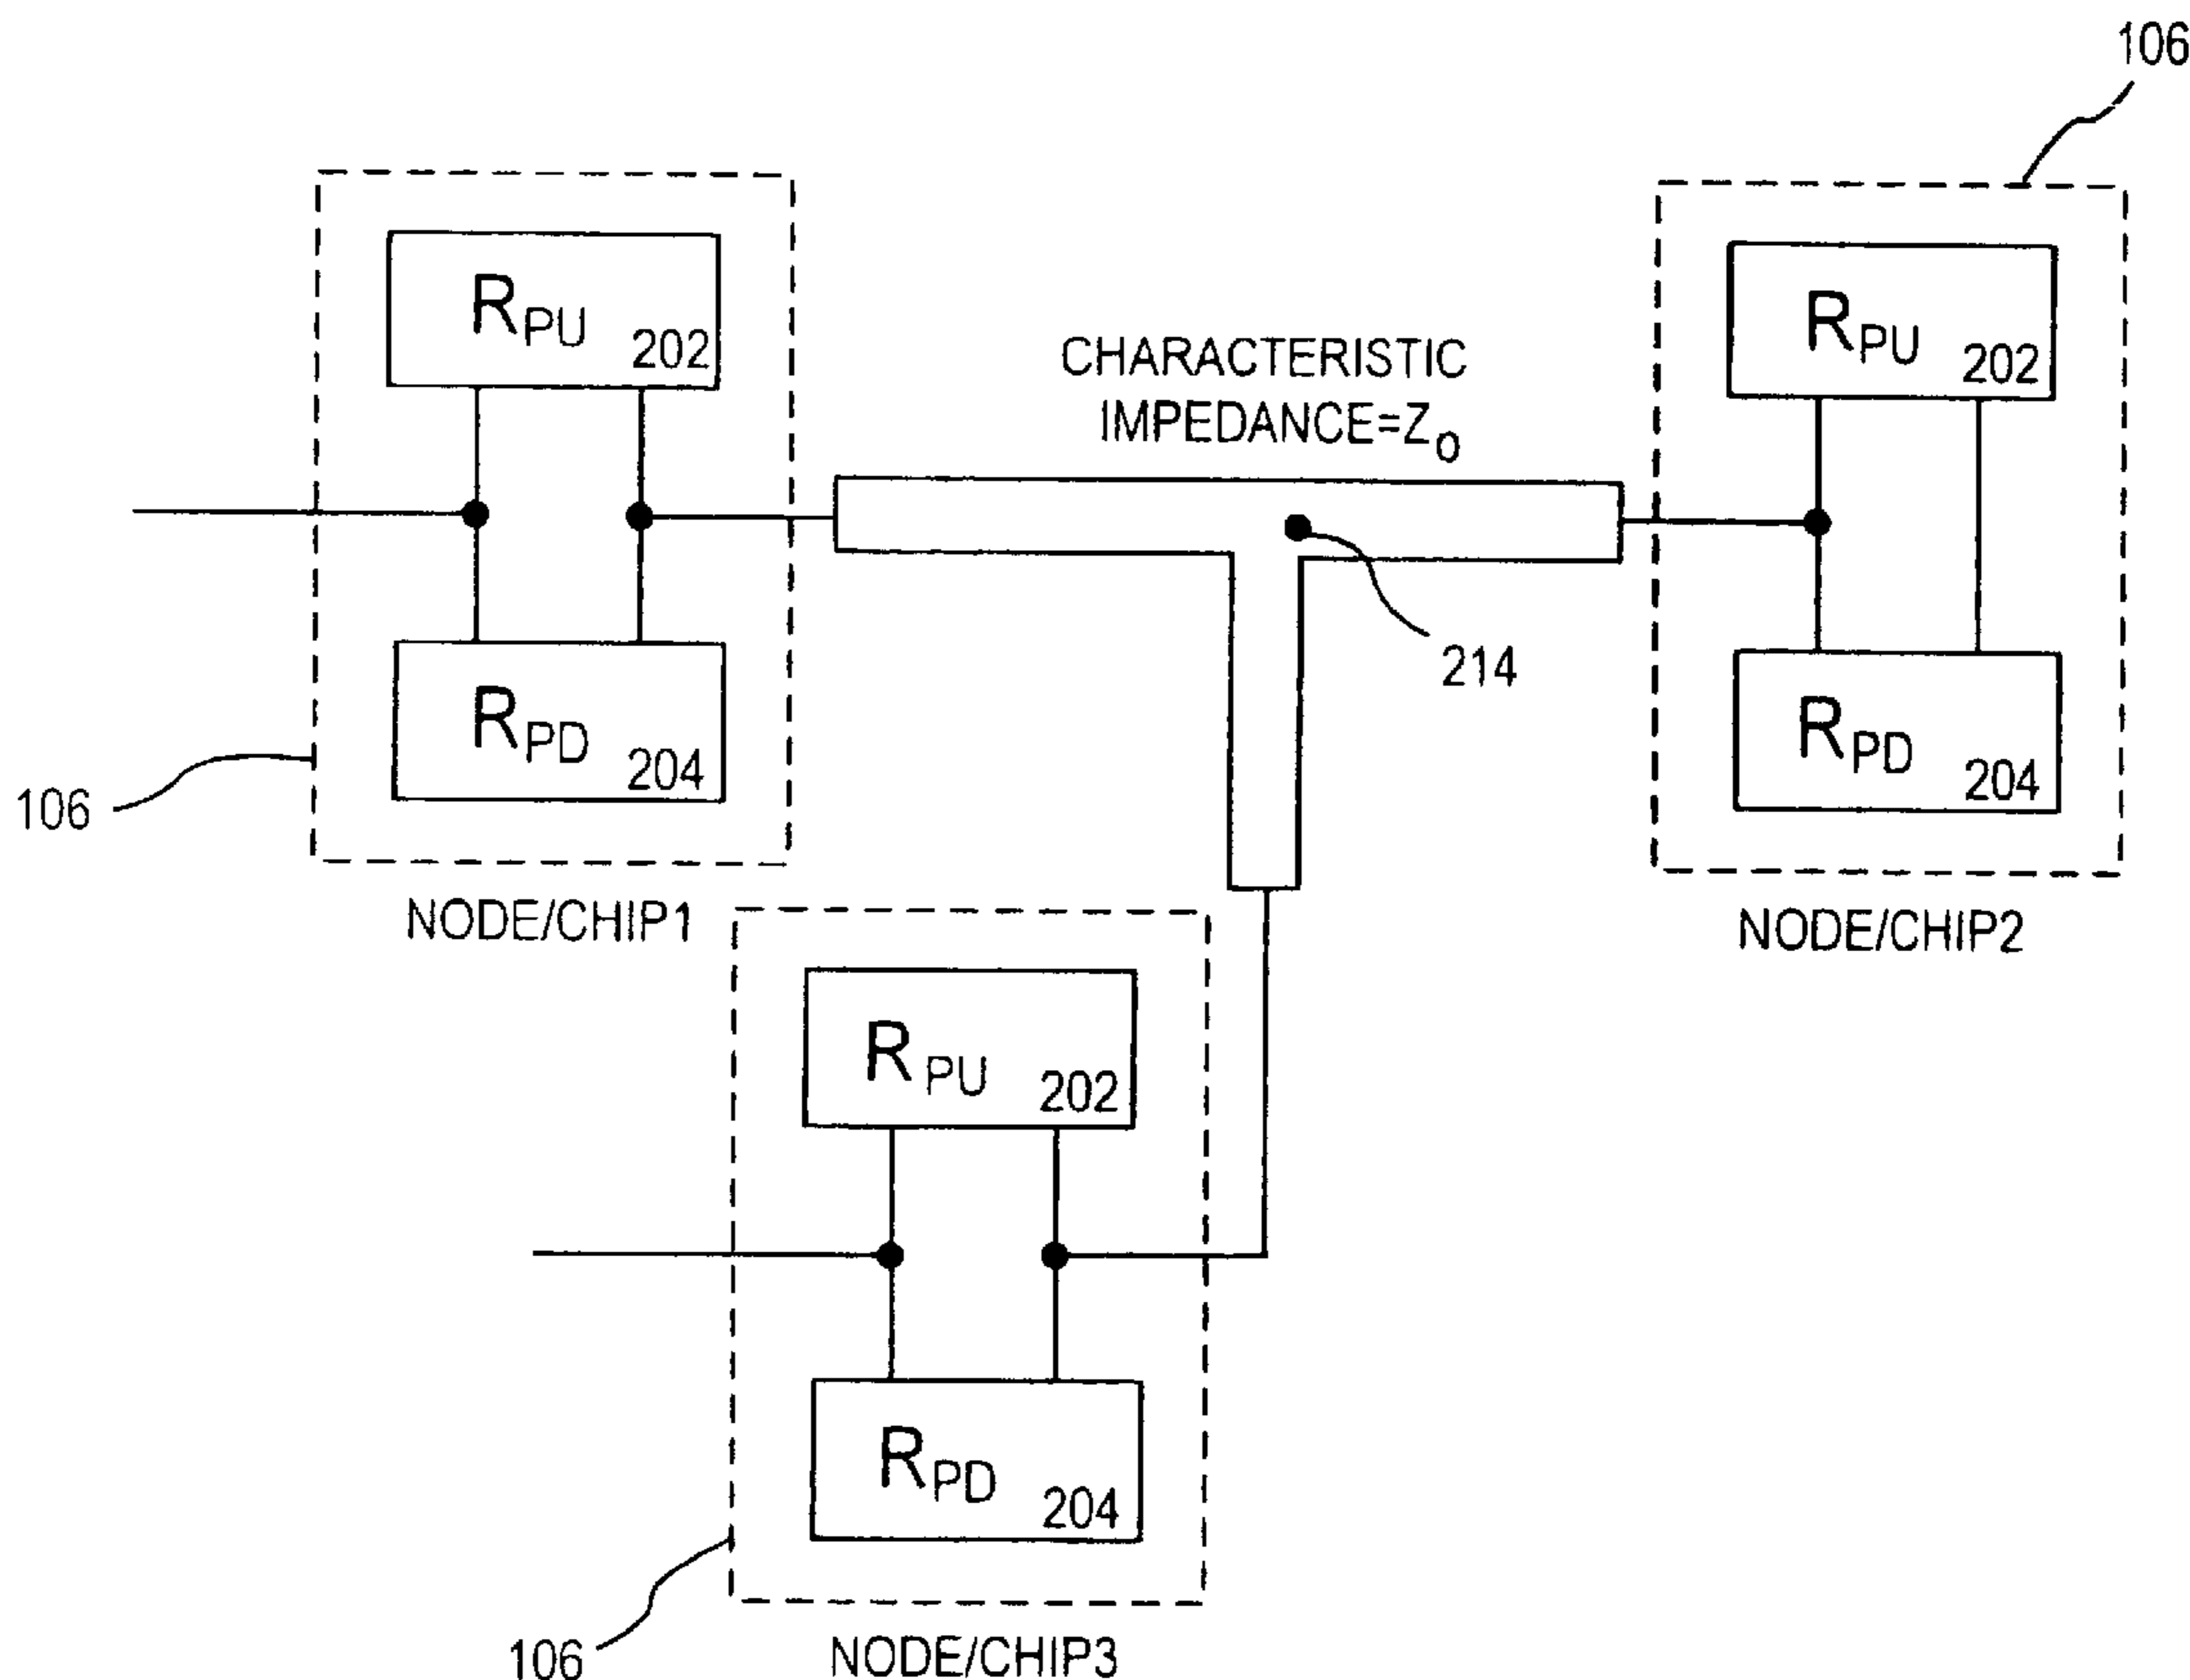 106
R_PU 202
CHARACTERISTIC
IMPEDANCE=Z_O
R_PU 202
214
R_PD 204
R_PD 204
106
NODE/CHIP1
NODE/CHIP2
R_PU 202
R_PD 204
106
NODE/CHIP3